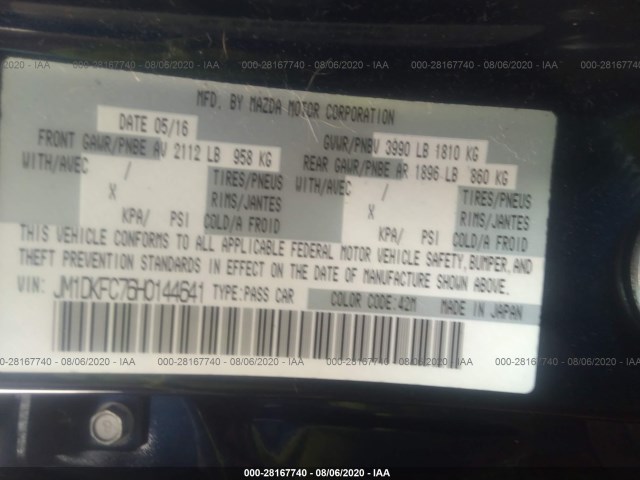 000-28167740 - 08/06/2020 - IAA
MFD. BY MAZDA MOTOR CORPORATION
DATE 05/16
GVWR/PNBV 3990 LB 1810 KG
FRONT GAWR/PNBE AV 2112 LB 958 KG
REAR GAWR/PNBE AR 1896 LB 860 KG
WITH/AVEC / TIRES/PNEUS WITH/AVEC / TIRES/PNEUS
X RIMS/JANTES X RIMS/JANTES
KPA/ PSI COLD/A FROID KPA/ PSI COLD/A FROID
THIS VEHICLE CONFORMS TO ALL APPLICABLE FEDERAL MOTOR VEHICLE SAFETY, BUMPER, AND
THEFT PREVENTION STANDARDS IN EFFECT ON THE DATE OF MANUFACTURE SHOWN ABOVE.
VIN: JM1DKFC76H0144641 TYPE:PASS CAR COLOR CODE:42M MADE IN JAPAN
000-28167740 - 08/06/2020 - IAA